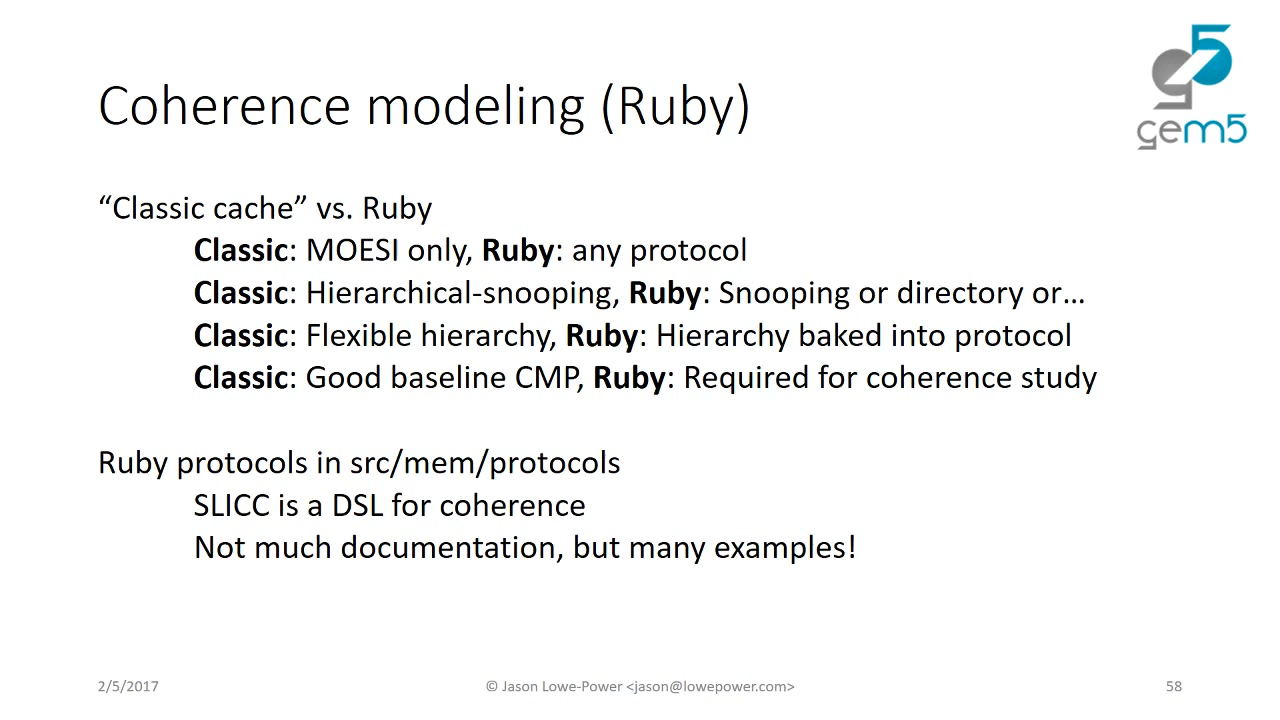 gem5
Coherence modeling (Ruby)
“Classic cache” vs. Ruby
Classic: MOESI only, Ruby: any protocol
Classic: Hierarchical-snooping, Ruby: Snooping or directory or…
Classic: Flexible hierarchy, Ruby: Hierarchy baked into protocol
Classic: Good baseline CMP, Ruby: Required for coherence study
Ruby protocols in src/mem/protocols
SLICC is a DSL for coherence
Not much documentation, but many examples!
2/5/2017 © Jason Lowe-Power <jason@lowepower.com> 58